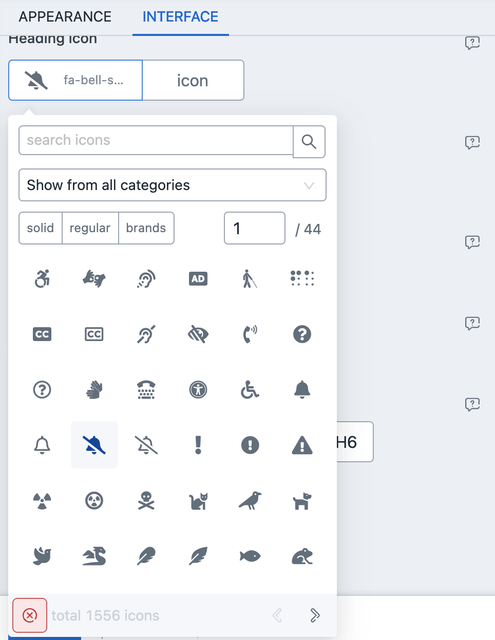 APPEARANCE INTERFACE
Heading icon
fa-bell-s... icon
search icons
Show from all categories
solid regular brands 1 / 44
AD
CC CC
H6
total 1556 icons